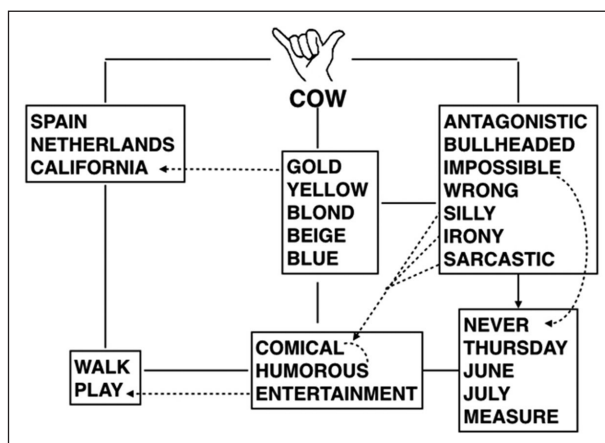 COW
SPAIN
NETHERLANDS
CALIFORNIA
GOLD
YELLOW
BLOND
BEIGE
BLUE
ANTAGONISTIC
BULLHEADED
IMPOSSIBLE
WRONG
SILLY
IRONY
SARCASTIC
WALK
PLAY
COMICAL
HUMOROUS
ENTERTAINMENT
NEVER
THURSDAY
JUNE
JULY
MEASURE